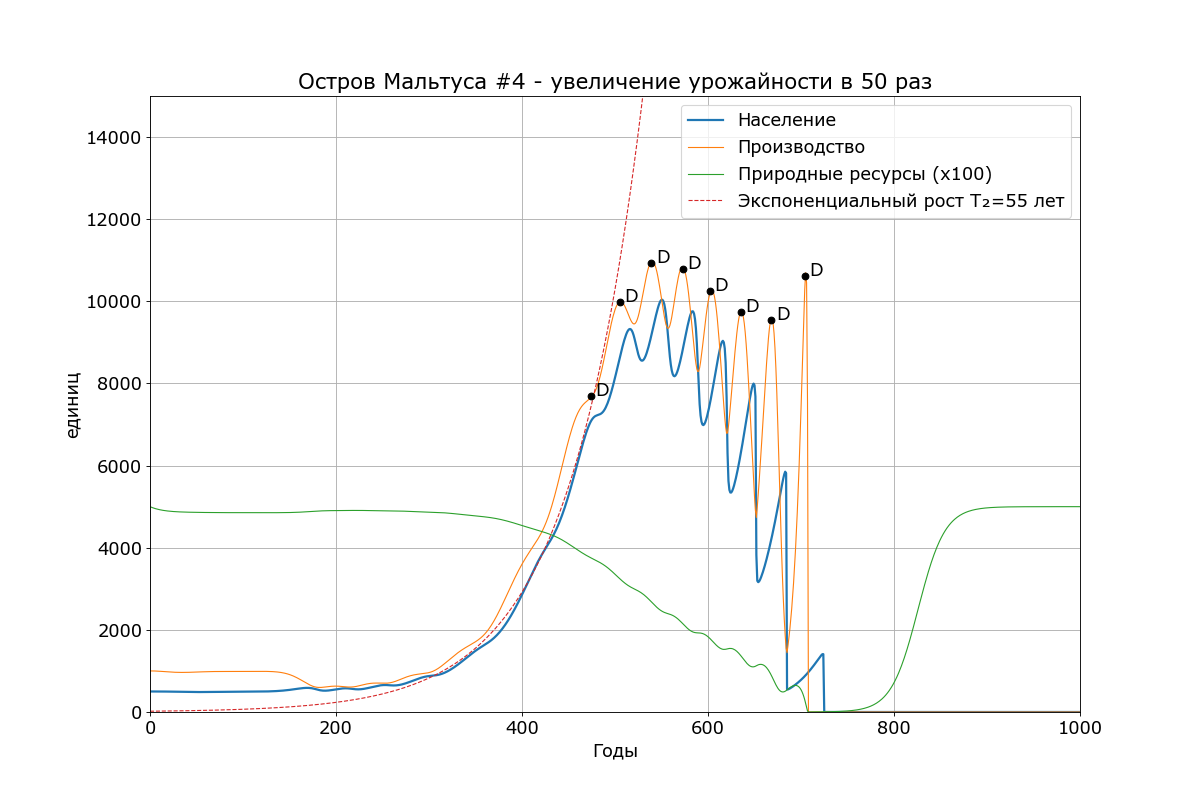 Остров Мальтуса #4 - увеличение урожайности в 50 раз
Население
Производство
Природные ресурсы (x100)
Экспоненциальный рост T₂=55 лет
14000
12000
10000
8000
6000
4000
2000
0
единиц
D
D
D
D
D
D
D
D
0
200
400
600
800
1000
Годы